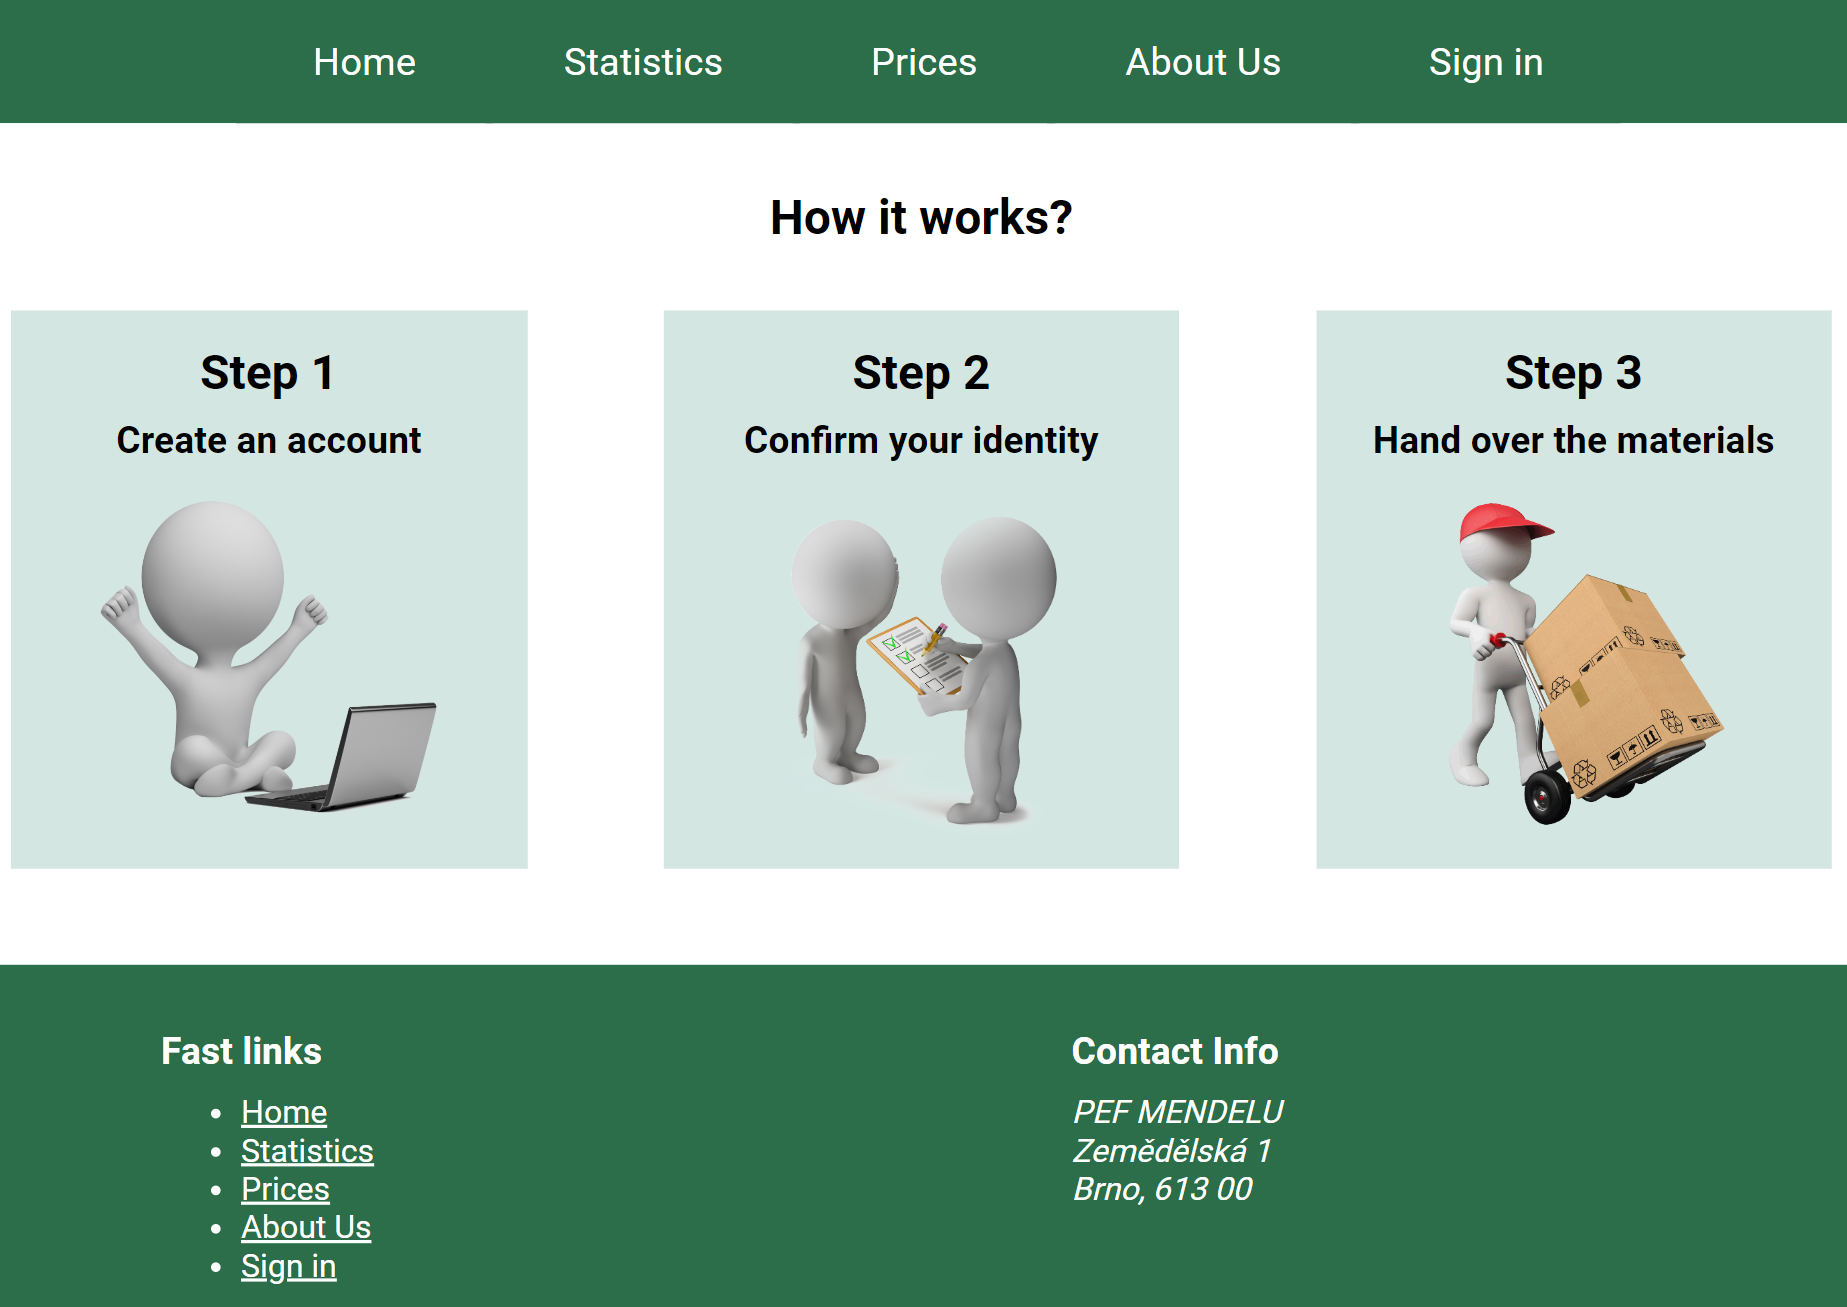 Home Statistics Prices About Us Sign in
How it works?
Step 1
Create an account
Step 2
Confirm your identity
Step 3
Hand over the materials
Fast links
• Home
• Statistics
• Prices
• About Us
• Sign in
Contact Info
PEF MENDELU
Zemědělská 1
Brno, 613 00